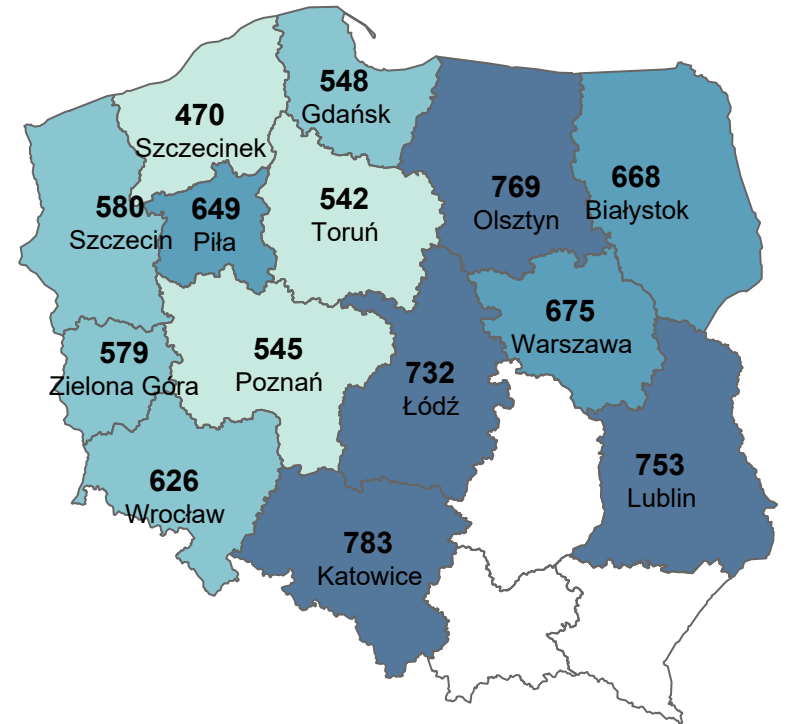 548
Gdańsk
470
Szczecinek
769
Olsztyn
668
Białystok
580
Szczecin
649
Piła
542
Toruń
675
Warszawa
579
Zielona Góra
545
Poznań
732
Łódź
626
Wrocław
753
Lublin
783
Katowice